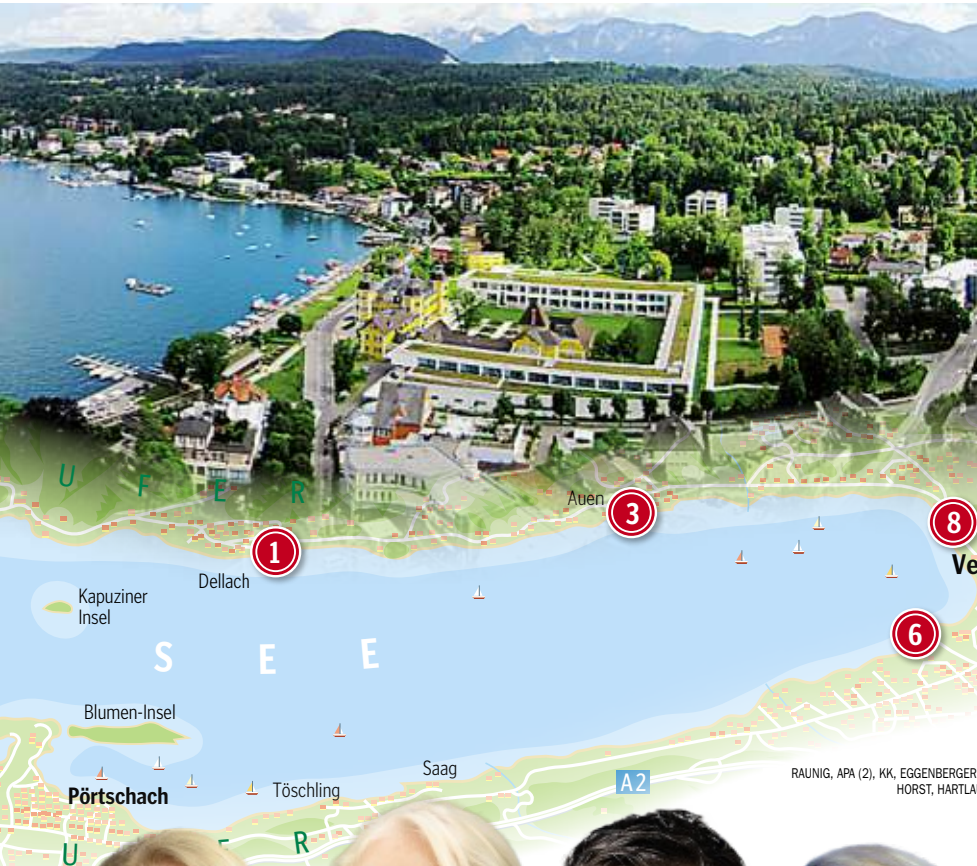 U F E R
Auen
3
8
1
Dellach
Ve
Kapuziner
Insel
6
S E E
Blumen-Insel
Saag
A 2
RAUNIG, APA (2), KK, EGGENBERGER
HORST, HARTLA
Töschling
Pörtschach
U E R